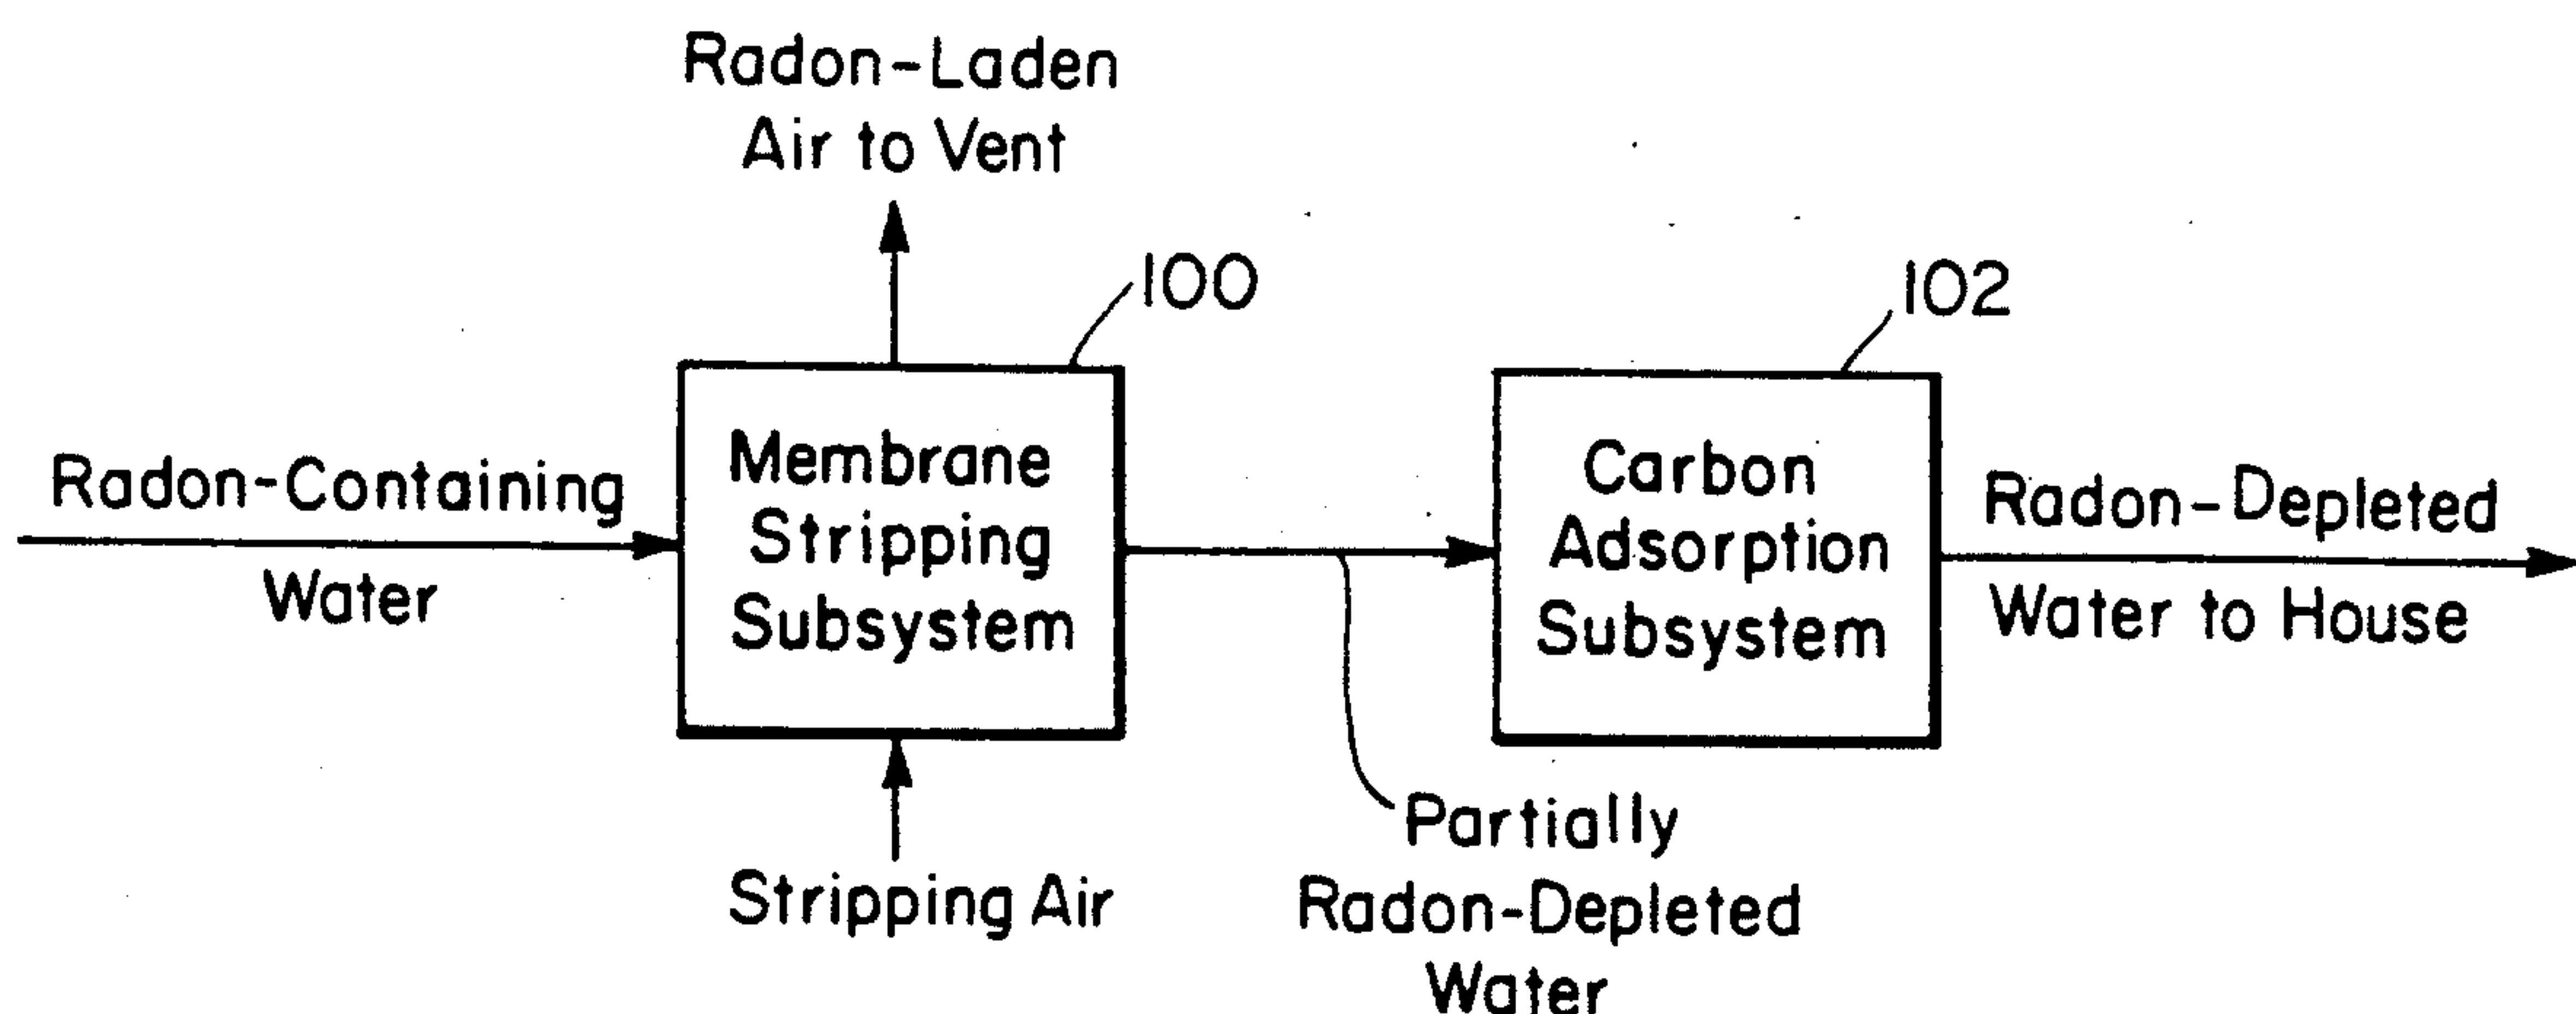 Radon-Laden
Air to Vent
100
102
Radon-Containing
Water
Membrane
Stripping
Subsystem
Carbon
Adsorption
Subsystem
Radon-Depleted
Water to House
Stripping Air
Partially
Radon-Depleted
Water